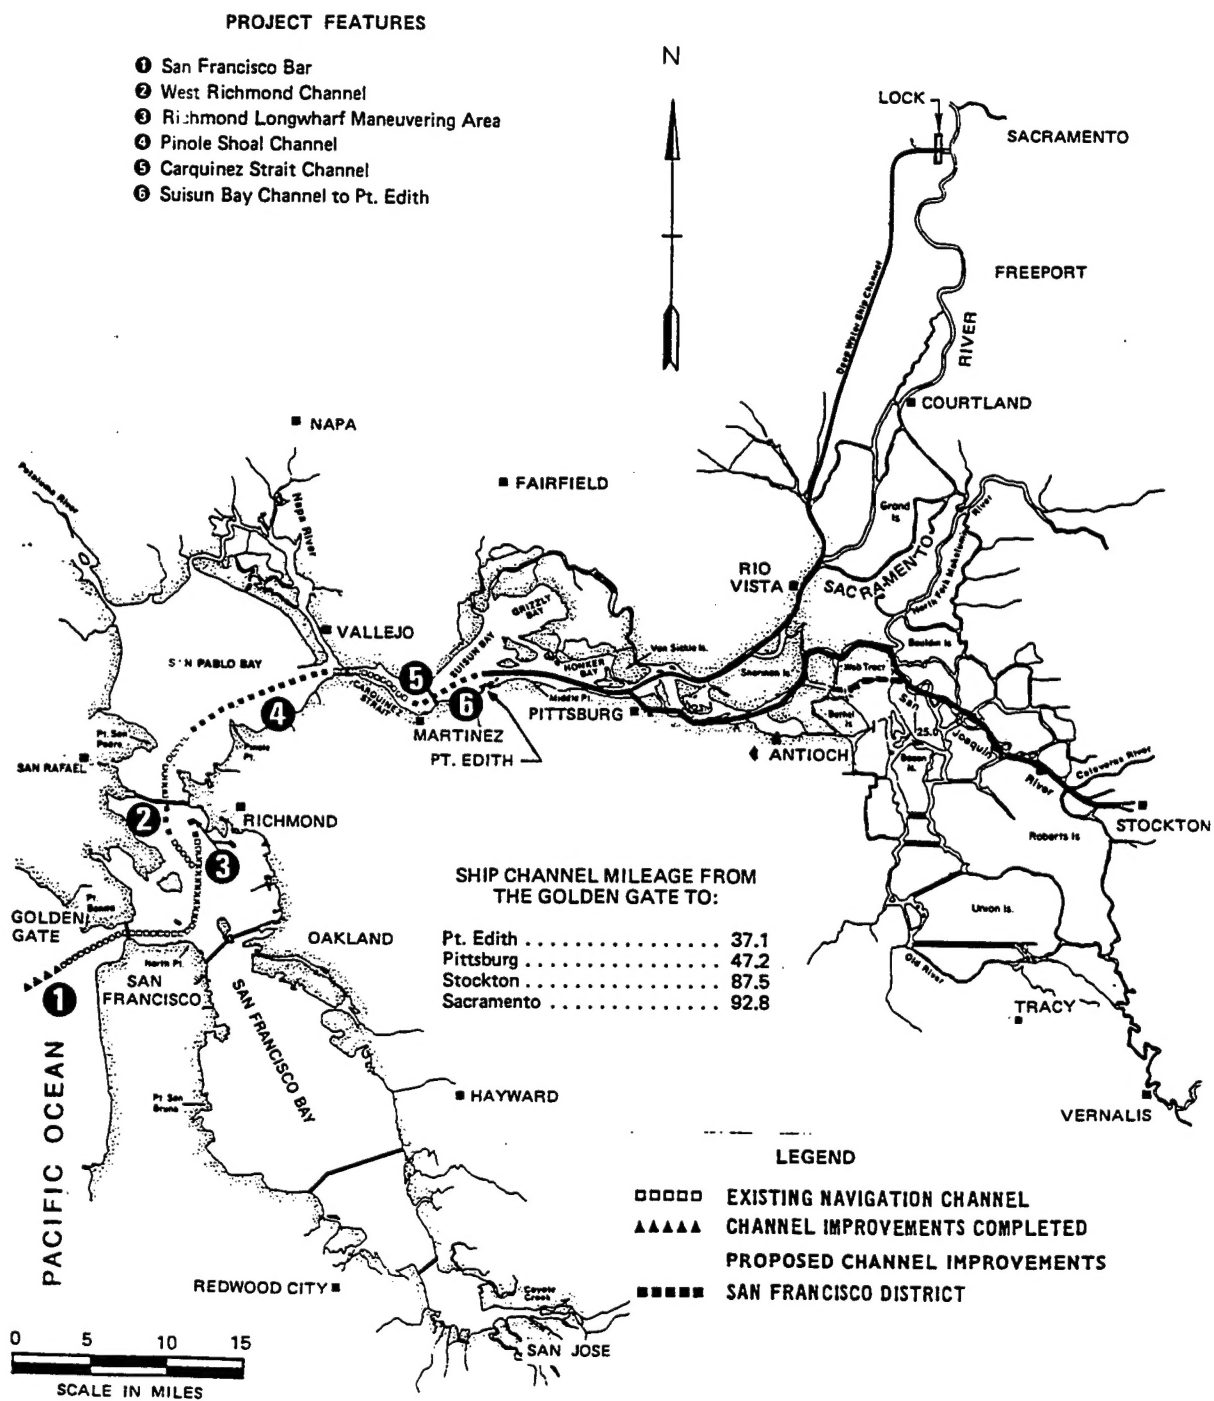 PROJECT FEATURES
1 San Francisco Bar
2 West Richmond Channel
3 Richmond Longwharf Maneuvering Area
4 Pinole Shoal Channel
5 Carquinez Strait Channel
6 Suisun Bay Channel to Pt. Edith
N
LOCK
SACRAMENTO
FREEPORT
Deep Water Ship Channel
RIVER
COURTLAND
NAPA
Petaluma River
Napa River
FAIRFIELD
Grand Is.
River
North Fork Mokelumne
SACRAMENTO
RIO VISTA
GRIZZLY BAY
VALLEJO
SUISUN BAY
SAN PABLO BAY
HONKER BAY
Van Sickle Is.
Sherman Is.
Bouldin Is.
Web Tract
5
CARQUINEZ STRAIT
6
Middle Pt.
4
PITTSBURG
MARTINEZ
PT. EDITH
ANTIOCH
Bethel Is.
San Joaquin River
25.0
Bacon Is.
Calaveras River
Pt. San Pedro
Pinole Pt.
SAN RAFAEL
2
RICHMOND
3
STOCKTON
Roberts Is
SHIP CHANNEL MILEAGE FROM
THE GOLDEN GATE TO:
Pt. Edith . . . . . . . . . . . . . . . . 37.1
Pittsburg . . . . . . . . . . . . . . . . 47.2
Stockton . . . . . . . . . . . . . . . . 87.5
Sacramento . . . . . . . . . . . . . . 92.8
Pt. Bonita
GOLDEN GATE
OAKLAND
Union Is.
Old River
North Pt.
SAN FRANCISCO
1
SAN FRANCISCO BAY
TRACY
PACIFIC OCEAN
Pt. San Bruno
HAYWARD
VERNALIS
LEGEND
EXISTING NAVIGATION CHANNEL
CHANNEL IMPROVEMENTS COMPLETED
PROPOSED CHANNEL IMPROVEMENTS
SAN FRANCISCO DISTRICT
REDWOOD CITY
Coyote Creek
SAN JOSE
0 5 10 15
SCALE IN MILES